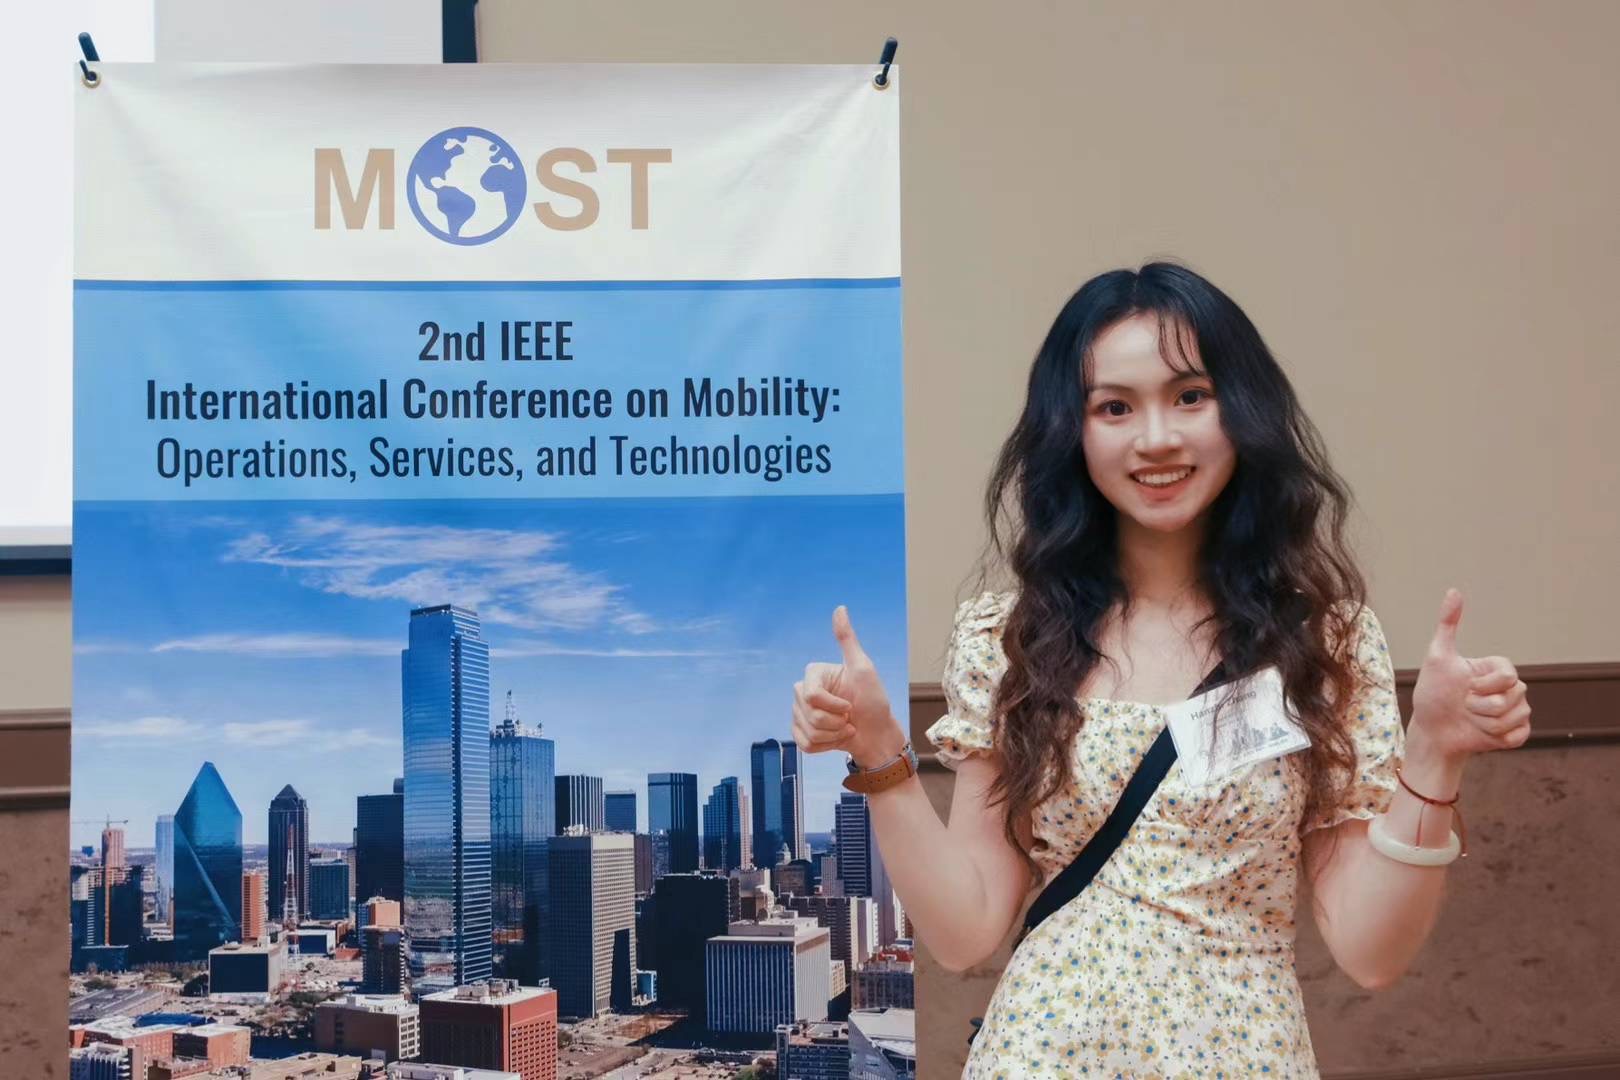 MOST
2nd IEEE
International Conference on Mobility:
Operations, Services, and Technologies